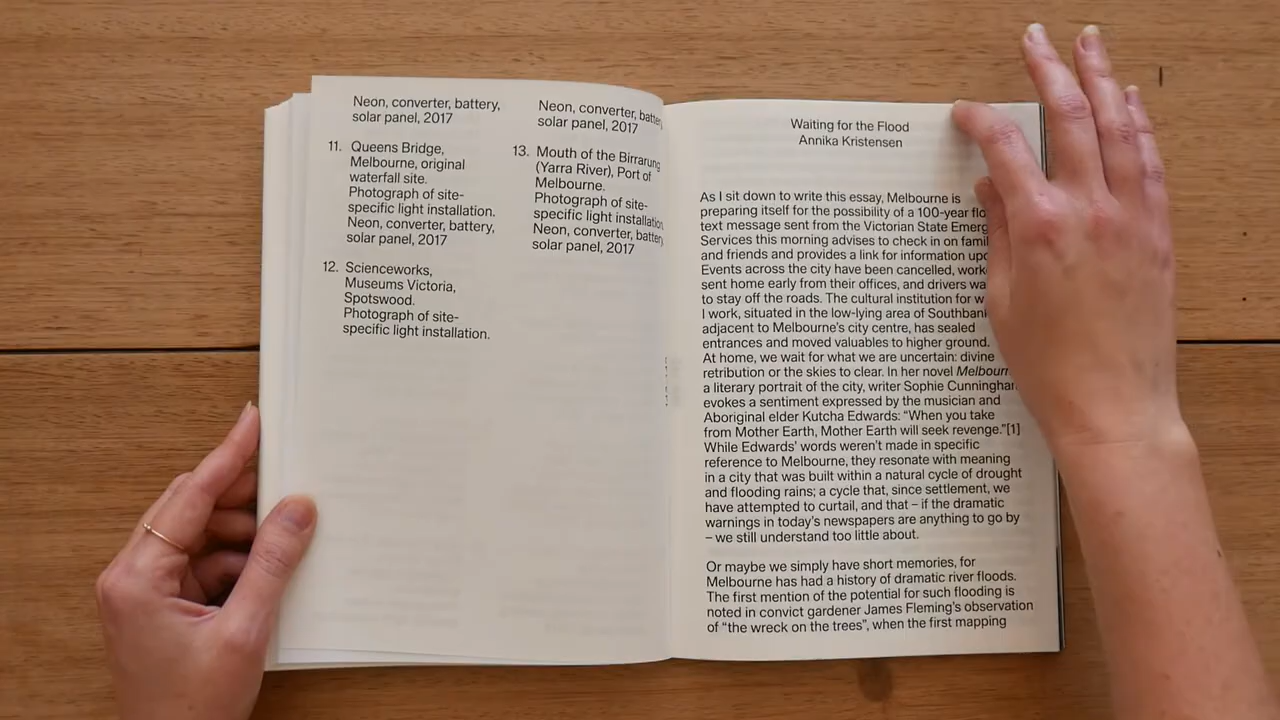 Neon, converter, battery,
solar panel, 2017
11. Queens Bridge,
Melbourne, original
waterfall site.
Photograph of site-
specific light installation.
Neon, converter, battery,
solar panel, 2017
12. Scienceworks,
Museums Victoria,
Spotswood.
Photograph of site-
specific light installation.
Neon, converter,
solar panel, 2017
13. Mouth of the Birrarung
(Yarra River), Port of
Melbourne.
Photograph of site-
specific light installation.
Neon, converter,
solar panel, 2017
Waiting for the Flood
Annika Kristensen
As I sit down to write this essay, Melbourne is
preparing itself for the possibility of a 100-year
text message sent from the Victorian State
Services this morning advises to check in on
and friends and provides a link for information
Events across the city have been cancelled,
sent home early from their offices, and drivers
to stay off the roads. The cultural institution for
I work, situated in the low-lying area of Southbank
adjacent to Melbourne's city centre, has sealed
entrances and moved valuables to higher ground.
At home, we wait for what we are uncertain: divine
retribution or the skies to clear. In her novel
a literary portrait of the city, writer Sophie Cunningham
evokes a sentiment expressed by the musician and
Aboriginal elder Kutcha Edwards: “When you take
from Mother Earth, Mother Earth will seek revenge.”[1]
While Edwards’ words weren’t made in specific
reference to Melbourne, they resonate with meaning
in a city that was built within a natural cycle of drought
and flooding rains; a cycle that, since settlement, we
have attempted to curtail, and that – if the dramatic
warnings in today’s newspapers are anything to go by
– we still understand too little about.
Or maybe we simply have short memories, for
Melbourne has had a history of dramatic river floods.
The first mention of the potential for such flooding is
noted in convict gardener James Fleming’s observation
of “the wreck on the trees”, when the first mapping